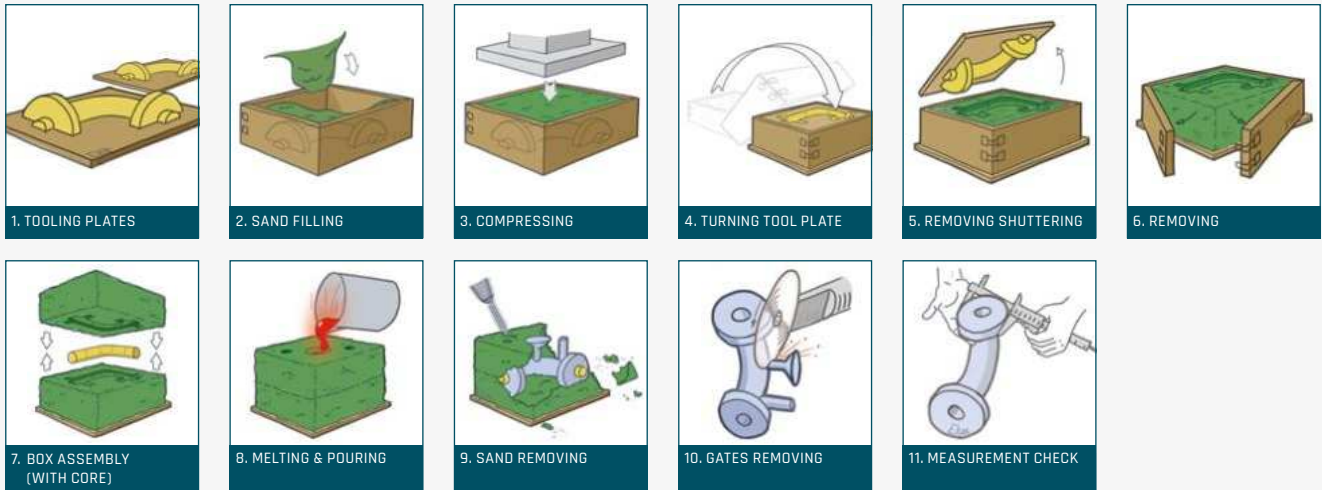 1. TOOLING PLATES
2. SAND FILLING
3. COMPRESSING
4. TURNING TOOL PLATE
5. REMOVING SHUTTERING
6. REMOVING
7. BOX ASSEMBLY
(WITH CORE)
8. MELTING & POURING
9. SAND REMOVING
10. GATES REMOVING
11. MEASUREMENT CHECK